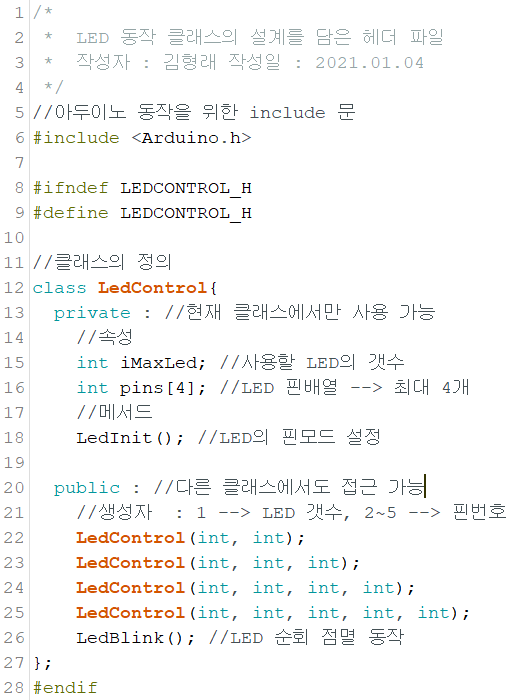 1 /*
2  *  LED 동작 클래스의 설계를 담은 헤더 파일
3  *  작성자 : 김형래 작성일 : 2021.01.04
4  */
5 //아두이노 동작을 위한 include 문
6 #include <Arduino.h>
7
8 #ifndef LEDCONTROL_H
9 #define LEDCONTROL_H
10
11 //클래스의 정의
12 class LedControl{
13   private : //현재 클래스에서만 사용 가능
14     //속성
15     int iMaxLed; //사용할 LED의 갯수
16     int pins[4]; //LED 핀배열 --> 최대 4개
17     //메서드
18     LedInit(); //LED의 핀모드 설정
19
20   public : //다른 클래스에서도 접근 가능
21     //생성자  : 1 --> LED 갯수, 2~5 --> 핀번호
22     LedControl(int, int);
23     LedControl(int, int, int);
24     LedControl(int, int, int, int);
25     LedControl(int, int, int, int, int);
26     LedBlink(); //LED 순회 점멸 동작
27 };
28 #endif